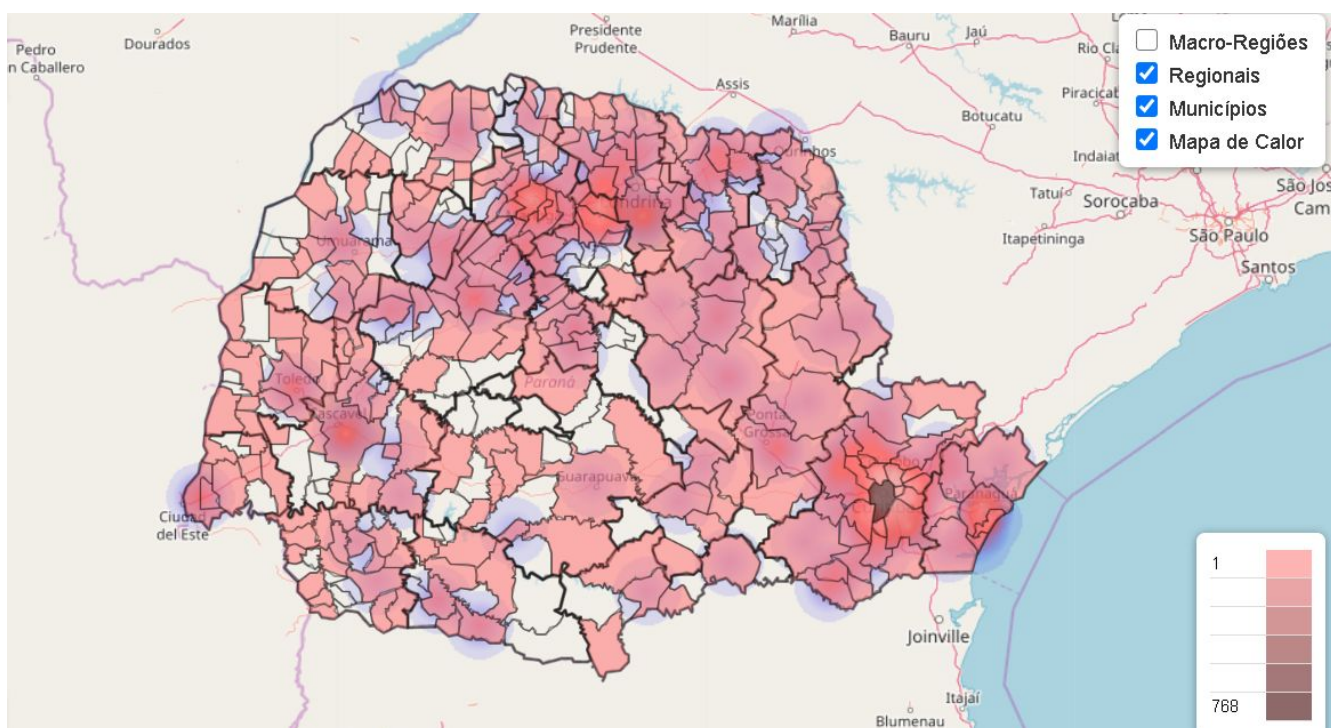 Presidente
Prudente
Marília
Bauru
Jaú
Dourados
Pedro
n Caballero
Assis
Rio Cla
Piracicab
Botucatu
Ourinhos
Indaiat
Tatuí
Sorocaba
São Jos
Cam
Itapetininga
São Paulo
Santos
Umuarama
ndrina
Toledo
Paraná
Cascavel
Ponta
Grossa
Guarapuava
Paranaguá
Ciudad
del Este
Joinville
Itajaí
Blumenau
Macro-Regiões
Regionais
Municípios
Mapa de Calor
1
768